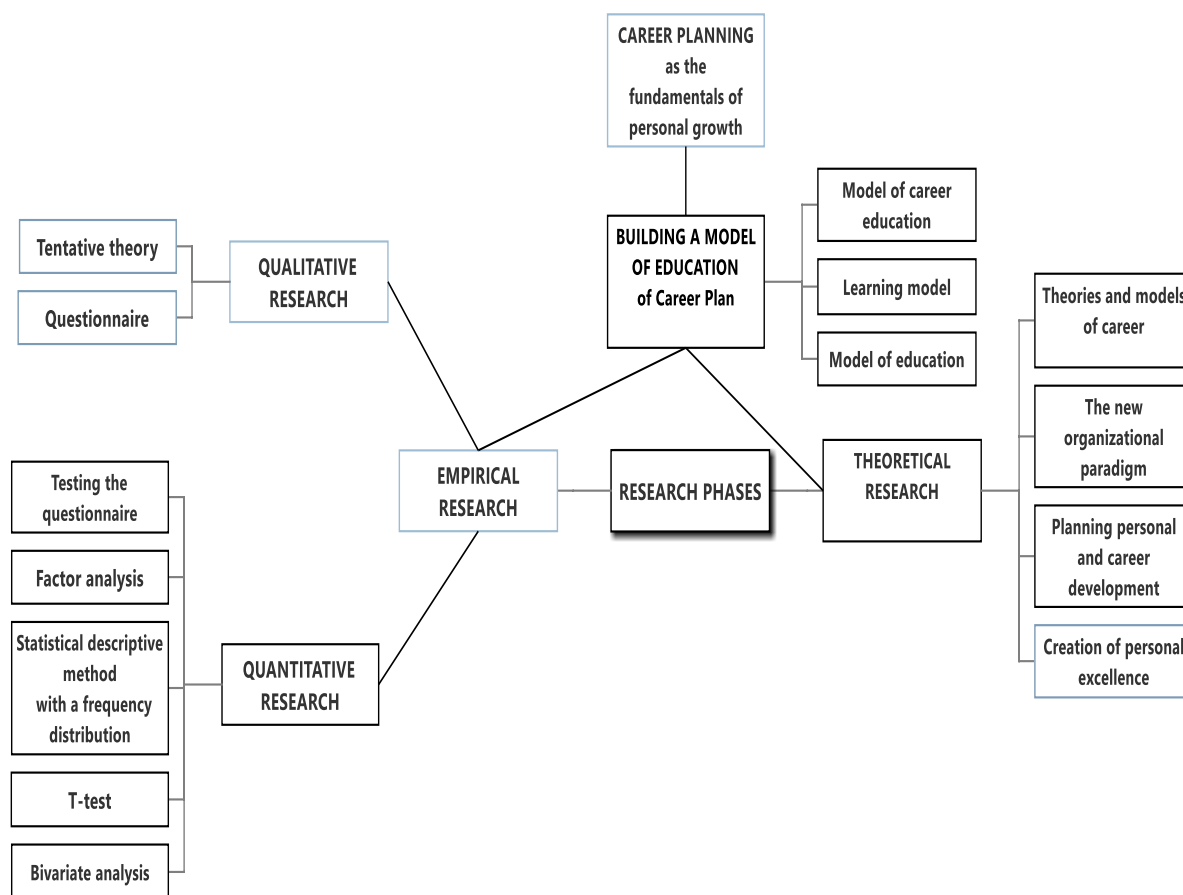 CAREER PLANNING
as the
fundamentals of
personal growth
BUILDING A MODEL
OF EDUCATION
of Career Plan
Model of career
education
Learning model
Model of education
Tentative theory
Questionnaire
QUALITATIVE
RESEARCH
Theories and models
of career
The new
organizational
paradigm
Planning personal
and career
development
Creation of personal
excellence
EMPIRICAL
RESEARCH
RESEARCH PHASES
THEORETICAL
RESEARCH
Testing the
questionnaire
Factor analysis
Statistical descriptive
method
with a frequency
distribution
T-test
Bivariate analysis
QUANTITATIVE
RESEARCH